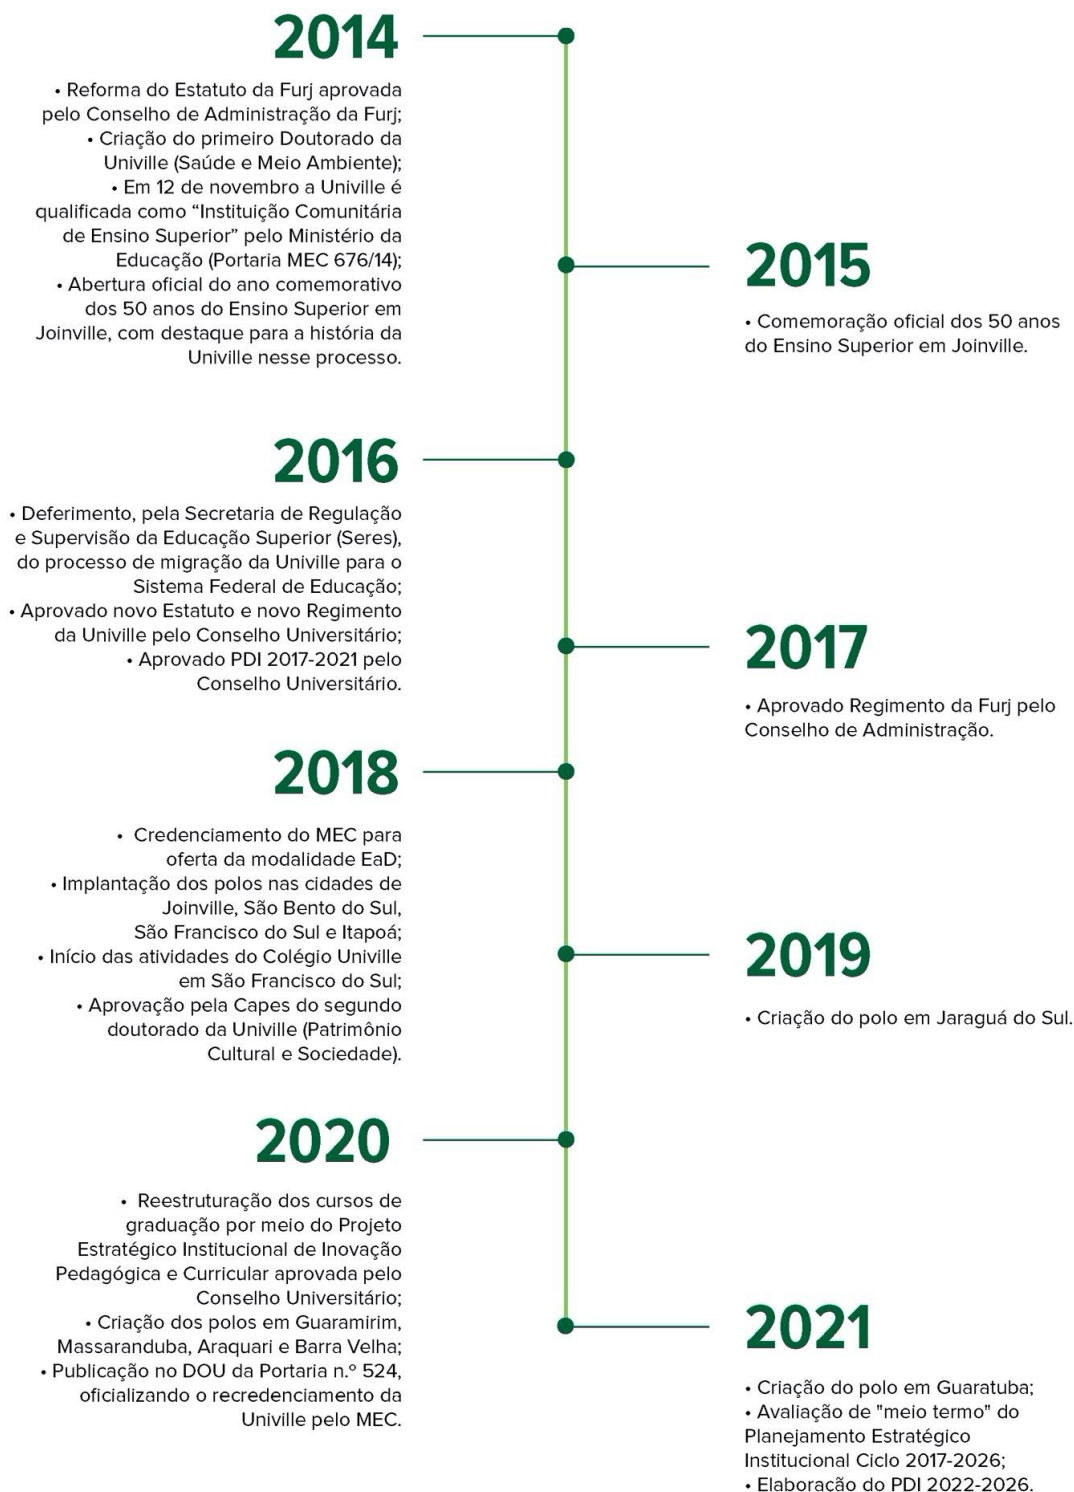 2014
• Reforma do Estatuto da Furj aprovada
pelo Conselho de Administração da Furj;
• Criação do primeiro Doutorado da
Univille (Saúde e Meio Ambiente);
• Em 12 de novembro a Univille é
qualificada como “Instituição Comunitária
de Ensino Superior” pelo Ministério da
Educação (Portaria MEC 676/14);
• Abertura oficial do ano comemorativo
dos 50 anos do Ensino Superior em
Joinville, com destaque para a história da
Univille nesse processo.
2015
• Comemoração oficial dos 50 anos
do Ensino Superior em Joinville.
2016
• Deferimento, pela Secretaria de Regulação
e Supervisão da Educação Superior (Seres),
do processo de migração da Univille para o
Sistema Federal de Educação;
• Aprovado novo Estatuto e novo Regimento
da Univille pelo Conselho Universitário;
• Aprovado PDI 2017-2021 pelo
Conselho Universitário.
2017
• Aprovado Regimento da Furj pelo
Conselho de Administração.
2018
• Credenciamento do MEC para
oferta da modalidade EaD;
• Implantação dos polos nas cidades de
Joinville, São Bento do Sul,
São Francisco do Sul e Itapoá;
• Início das atividades do Colégio Univille
em São Francisco do Sul;
• Aprovação pela Capes do segundo
doutorado da Univille (Patrimônio
Cultural e Sociedade).
2019
• Criação do polo em Jaraguá do Sul.
2020
• Reestruturação dos cursos de
graduação por meio do Projeto
Estratégico Institucional de Inovação
Pedagógica e Curricular aprovada pelo
Conselho Universitário;
• Criação dos polos em Guaramirim,
Massaranduba, Araquari e Barra Velha;
• Publicação no DOU da Portaria n.º 524,
oficializando o recredenciamento da
Univille pelo MEC.
2021
• Criação do polo em Guaratuba;
• Avaliação de "meio termo" do
Planejamento Estratégico
Institucional Ciclo 2017-2026;
• Elaboração do PDI 2022-2026.